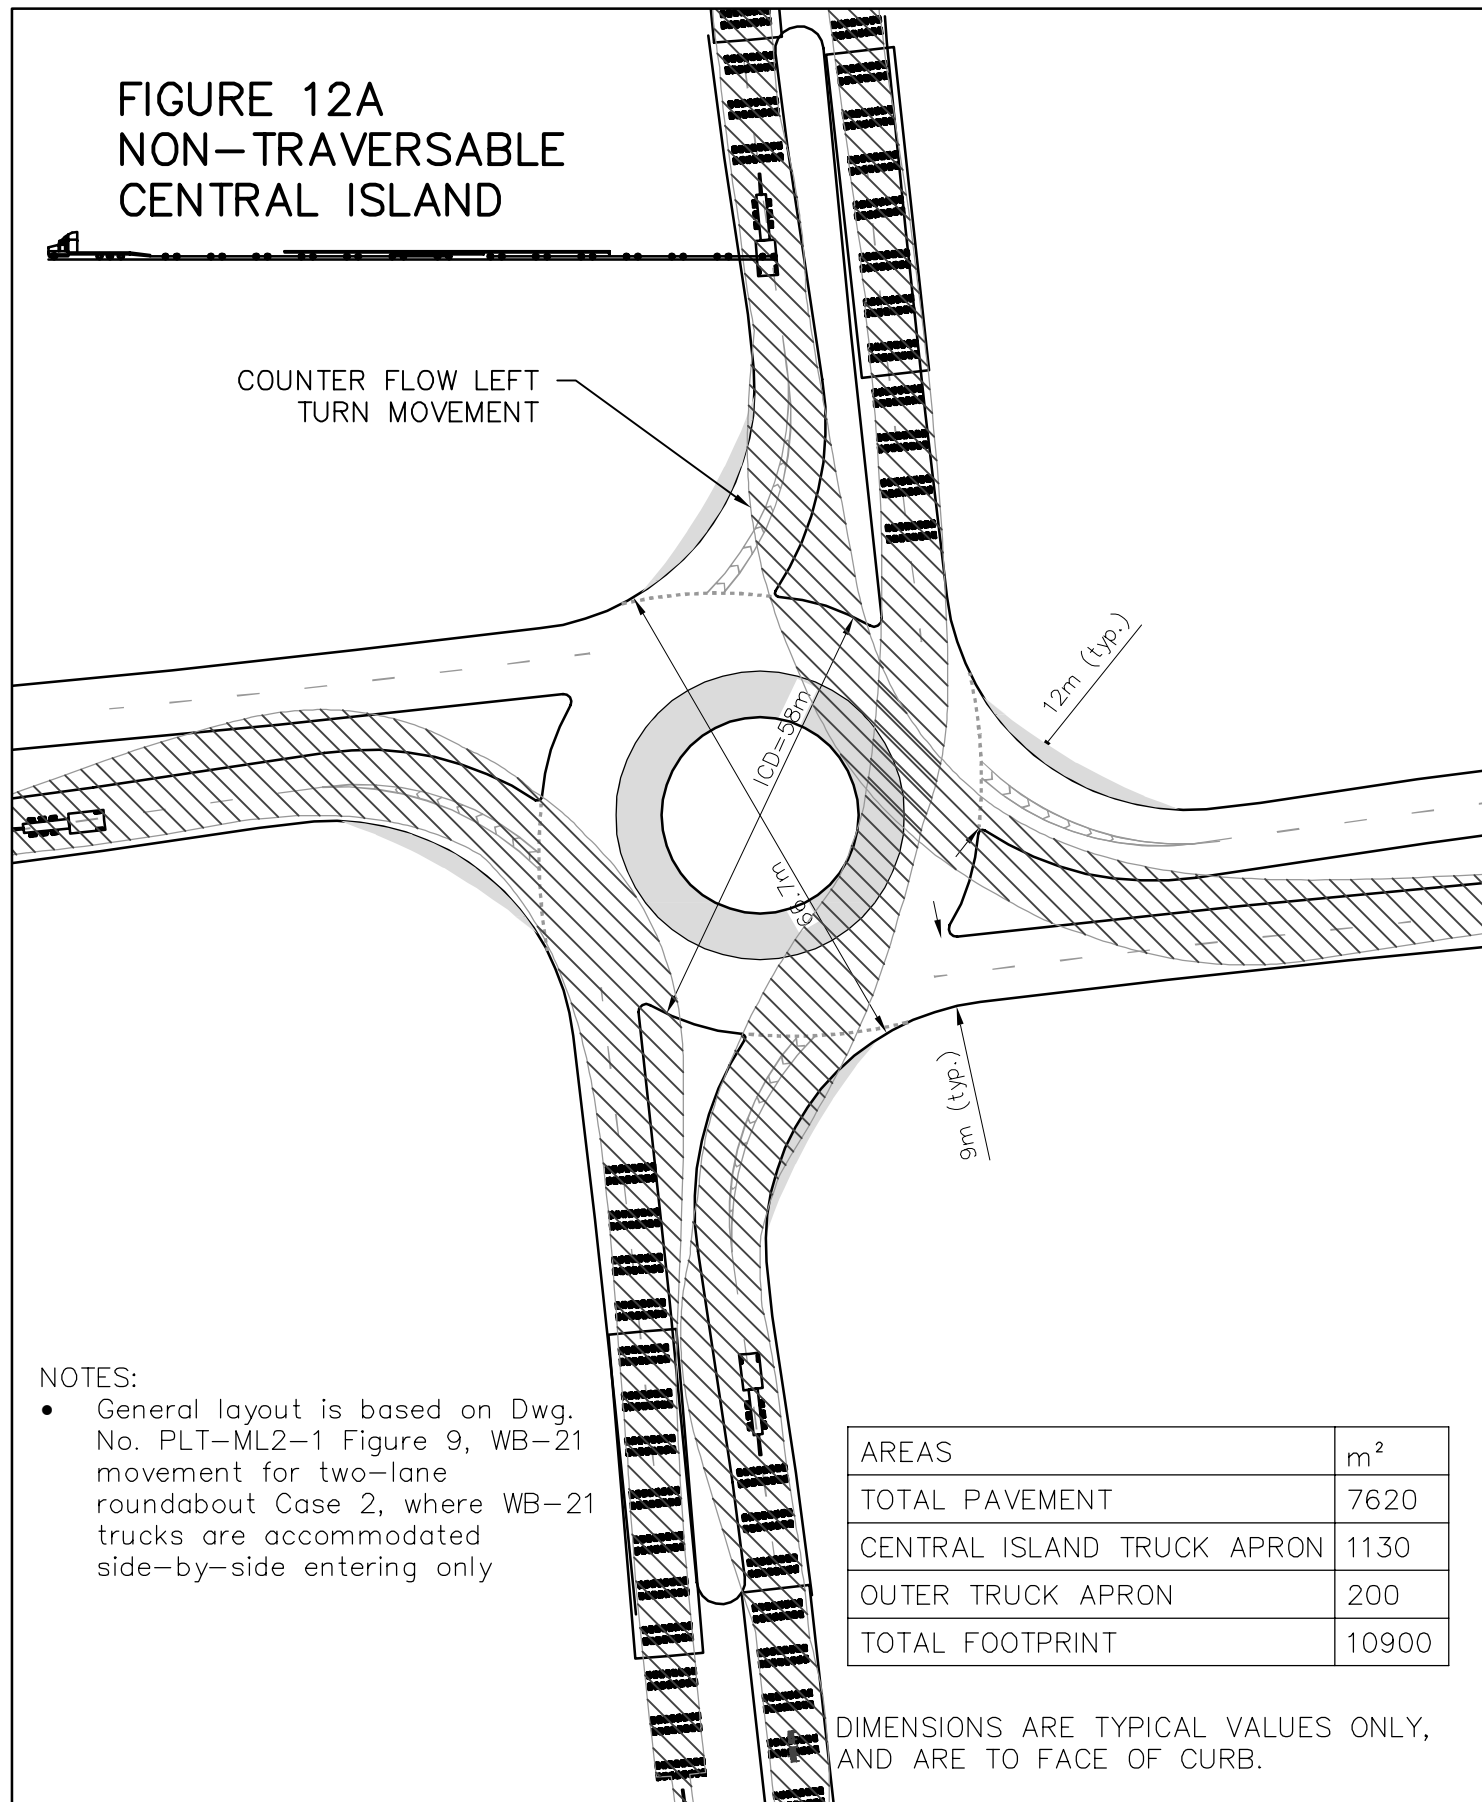 FIGURE 12A
NON-TRAVERSABLE
CENTRAL ISLAND
COUNTER FLOW LEFT
TURN MOVEMENT
12m (typ.)
ICD=58m
66.7m
9m (typ.)
NOTES:
• General layout is based on Dwg.
No. PLT-ML2-1 Figure 9, WB-21
movement for two-lane
roundabout Case 2, where WB-21
trucks are accommodated
side-by-side entering only
AREAS m²
TOTAL PAVEMENT 7620
CENTRAL ISLAND TRUCK APRON 1130
OUTER TRUCK APRON 200
TOTAL FOOTPRINT 10900
DIMENSIONS ARE TYPICAL VALUES ONLY,
AND ARE TO FACE OF CURB.